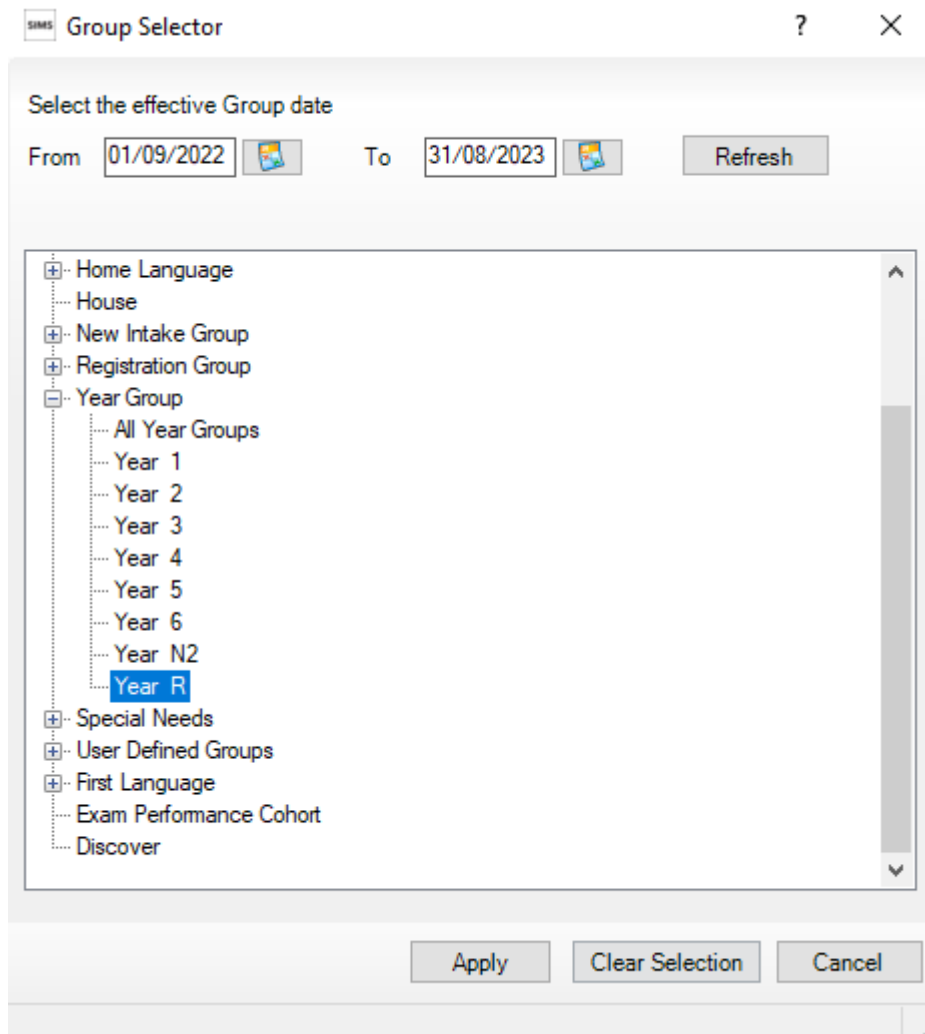 SIMS Group Selector ? ×
Select the effective Group date
From 01/09/2022 To 31/08/2023 Refresh
Home Language
House
New Intake Group
Registration Group
Year Group
All Year Groups
Year 1
Year 2
Year 3
Year 4
Year 5
Year 6
Year N2
Year R
Special Needs
User Defined Groups
First Language
Exam Performance Cohort
Discover
Apply Clear Selection Cancel